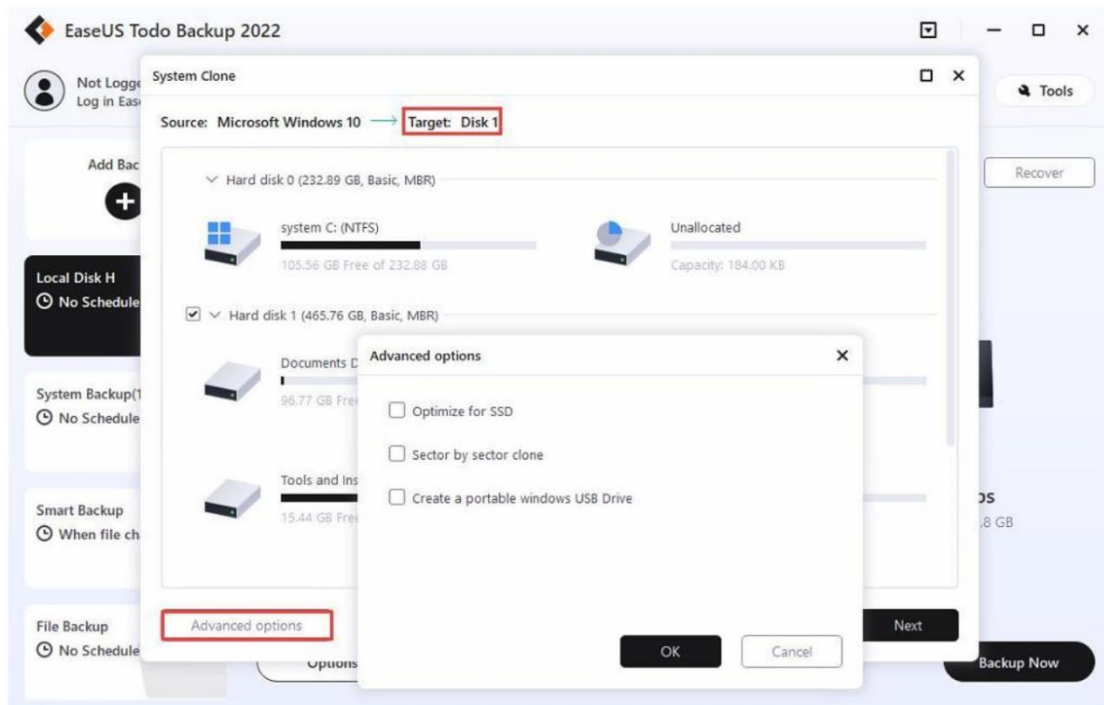 EaseUS Todo Backup 2022
Not Logge
Log in Eas
Tools
System Clone
Source: Microsoft Windows 10 → Target: Disk 1
Add Bac
Recover
Hard disk 0 (232.89 GB, Basic, MBR)
system C: (NTFS)
105.56 GB Free of 232.88 GB
Unallocated
Capacity: 184.00 KB
Local Disk H
No Schedule
Hard disk 1 (465.76 GB, Basic, MBR)
Documents D
96.77 GB Free
Advanced options
Optimize for SSD
Sector by sector clone
Create a portable windows USB Drive
OK
Cancel
System Backup(1
No Schedule
Tools and Ins
15.44 GB Free
Smart Backup
When file ch
os
.8 GB
File Backup
No Schedule
Advanced options
Next
Options
Backup Now